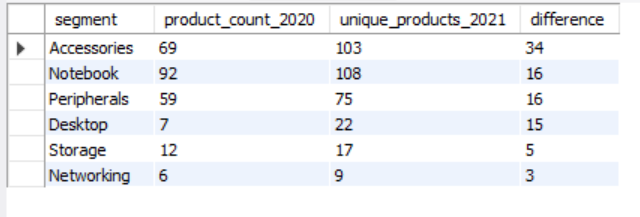 segment product_count_2020 unique_products_2021 difference
Accessories 69 103 34
Notebook 92 108 16
Peripherals 59 75 16
Desktop 7 22 15
Storage 12 17 5
Networking 6 9 3